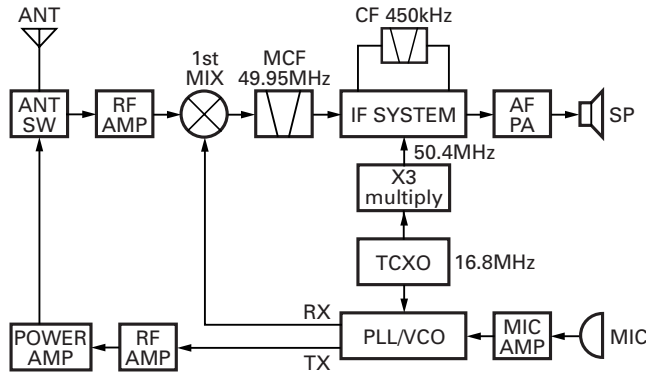 ANT
CF 450kHz
1st
MIX
MCF
49.95MHz
ANT
SW
RF
AMP
IF SYSTEM
AF
PA
SP
50.4MHz
X3
multiply
TCXO
16.8MHz
RX
PLL/VCO
MIC
AMP
MIC
POWER
AMP
RF
AMP
TX